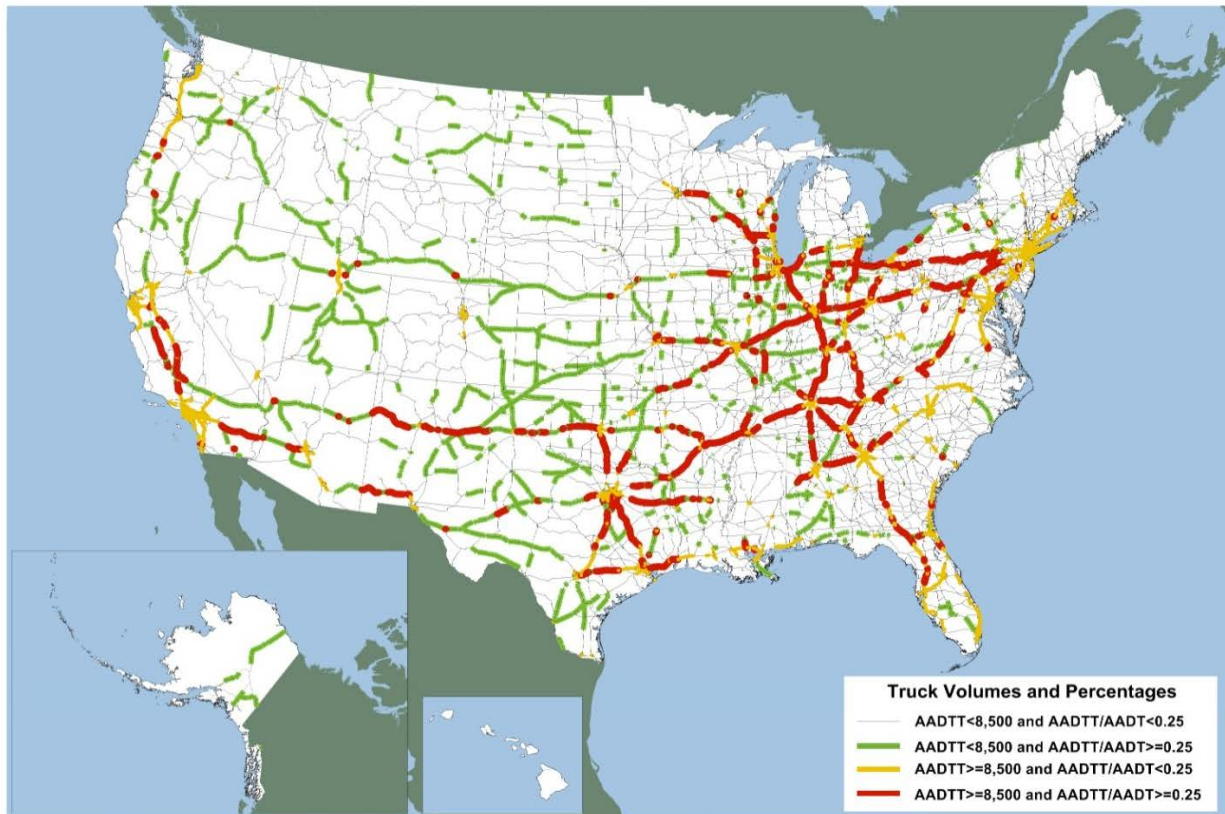 Truck Volumes and Percentages
AADTT<8,500 and AADTT/AADT<0.25
AADTT<8,500 and AADTT/AADT>=0.25
AADTT>=8,500 and AADTT/AADT<0.25
AADTT>=8,500 and AADTT/AADT>=0.25